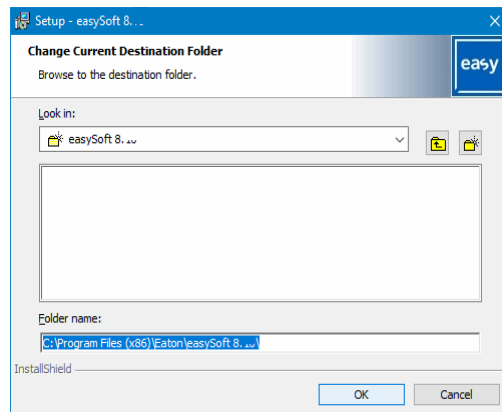 Setup - easySoft 8.
Change Current Destination Folder
Browse to the destination folder.
easy
Look in:
easySoft 8.
Folder name:
C:\Program Files (x86)\Eaton\easySoft 8.
InstallShield
OK
Cancel